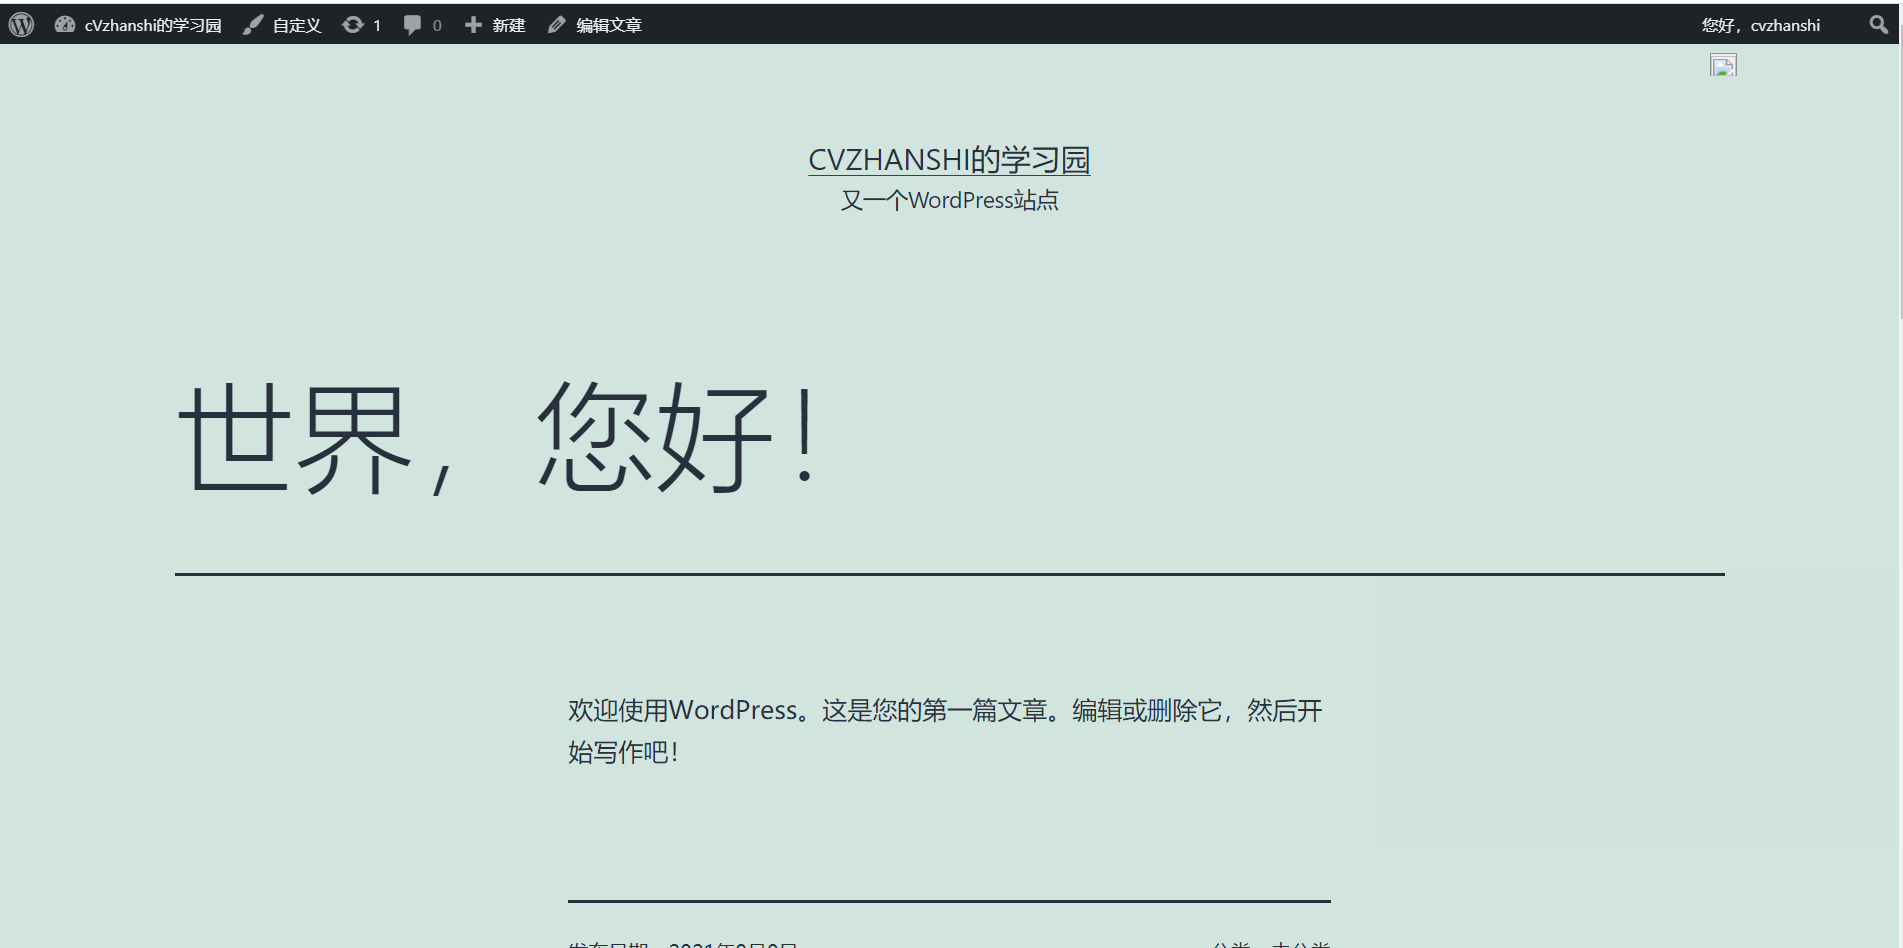 cVzhanshi的学习园 自定义 1 0 新建 编辑文章 您好，cvzhanshi
CVZHANSHI的学习园
又一个WordPress站点
世界，您好！
欢迎使用WordPress。这是您的第一篇文章。编辑或删除它，然后开
始写作吧！